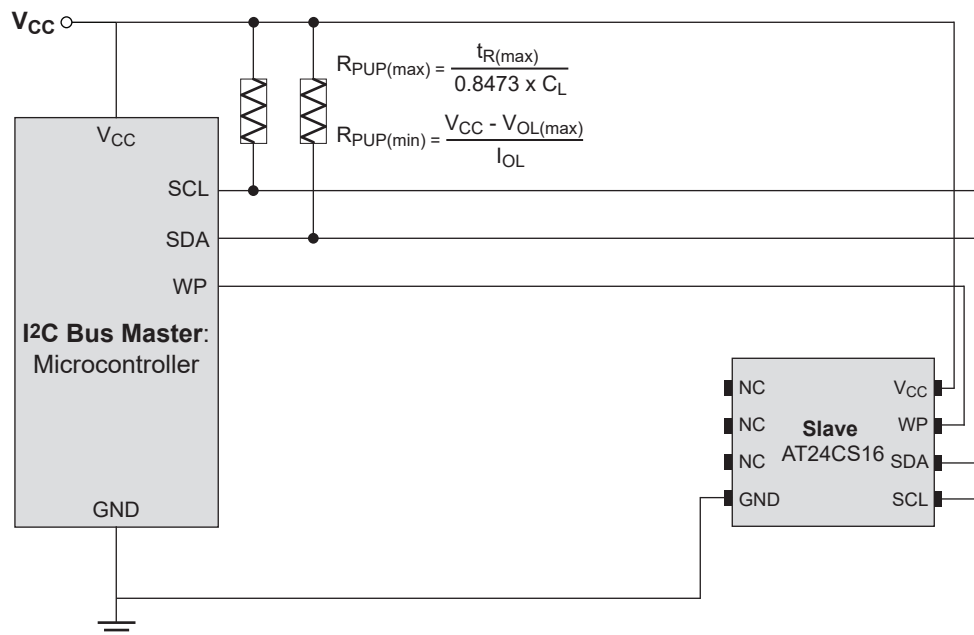 VCC
RPUP(max) = tR(max)
0.8473 x CL
RPUP(min) = VCC - VOL(max)
IOL
VCC
SCL
SDA
WP
I2C Bus Master:
Microcontroller
GND
NC
NC
NC
GND
Slave
AT24CS16
VCC
WP
SDA
SCL